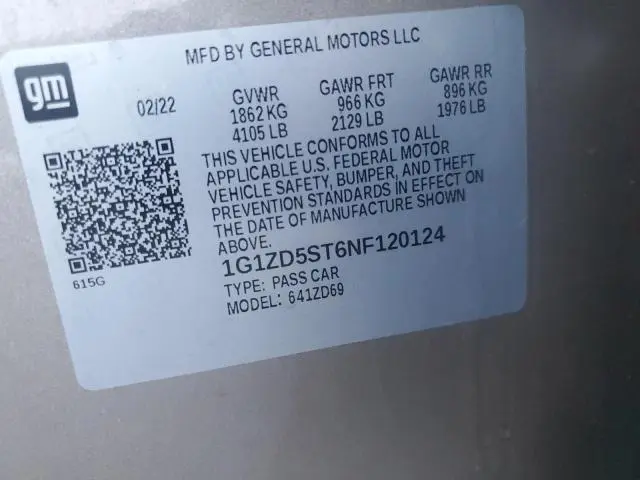 MFD BY GENERAL MOTORS LLC
gm
02/22
GVWR GAWR FRT GAWR RR
1862 KG 966 KG 896 KG
4105 LB 2129 LB 1976 LB
THIS VEHICLE CONFORMS TO ALL
APPLICABLE U.S. FEDERAL MOTOR
VEHICLE SAFETY, BUMPER, AND THEFT
PREVENTION STANDARDS IN EFFECT ON
THE DATE OF MANUFACTURE SHOWN
ABOVE.
1G1ZD5ST6NF120124
TYPE: PASS CAR
MODEL: 641ZD69
615G